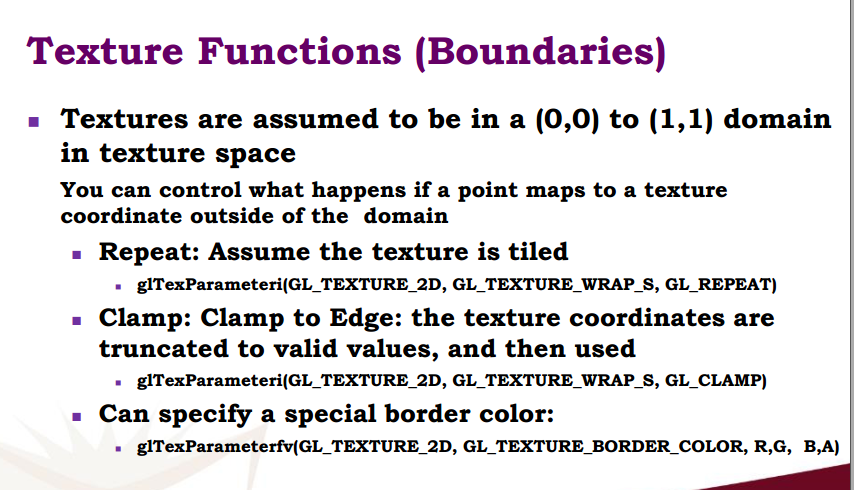 Texture Functions (Boundaries)
Textures are assumed to be in a (0,0) to (1,1) domain
in texture space
You can control what happens if a point maps to a texture
coordinate outside of the domain
Repeat: Assume the texture is tiled
glTexParameteri(GL_TEXTURE_2D, GL_TEXTURE_WRAP_S, GL_REPEAT)
Clamp: Clamp to Edge: the texture coordinates are
truncated to valid values, and then used
glTexParameteri(GL_TEXTURE_2D, GL_TEXTURE_WRAP_S, GL_CLAMP)
Can specify a special border color:
glTexParameterfv(GL_TEXTURE_2D, GL_TEXTURE_BORDER_COLOR, R,G, B,A)